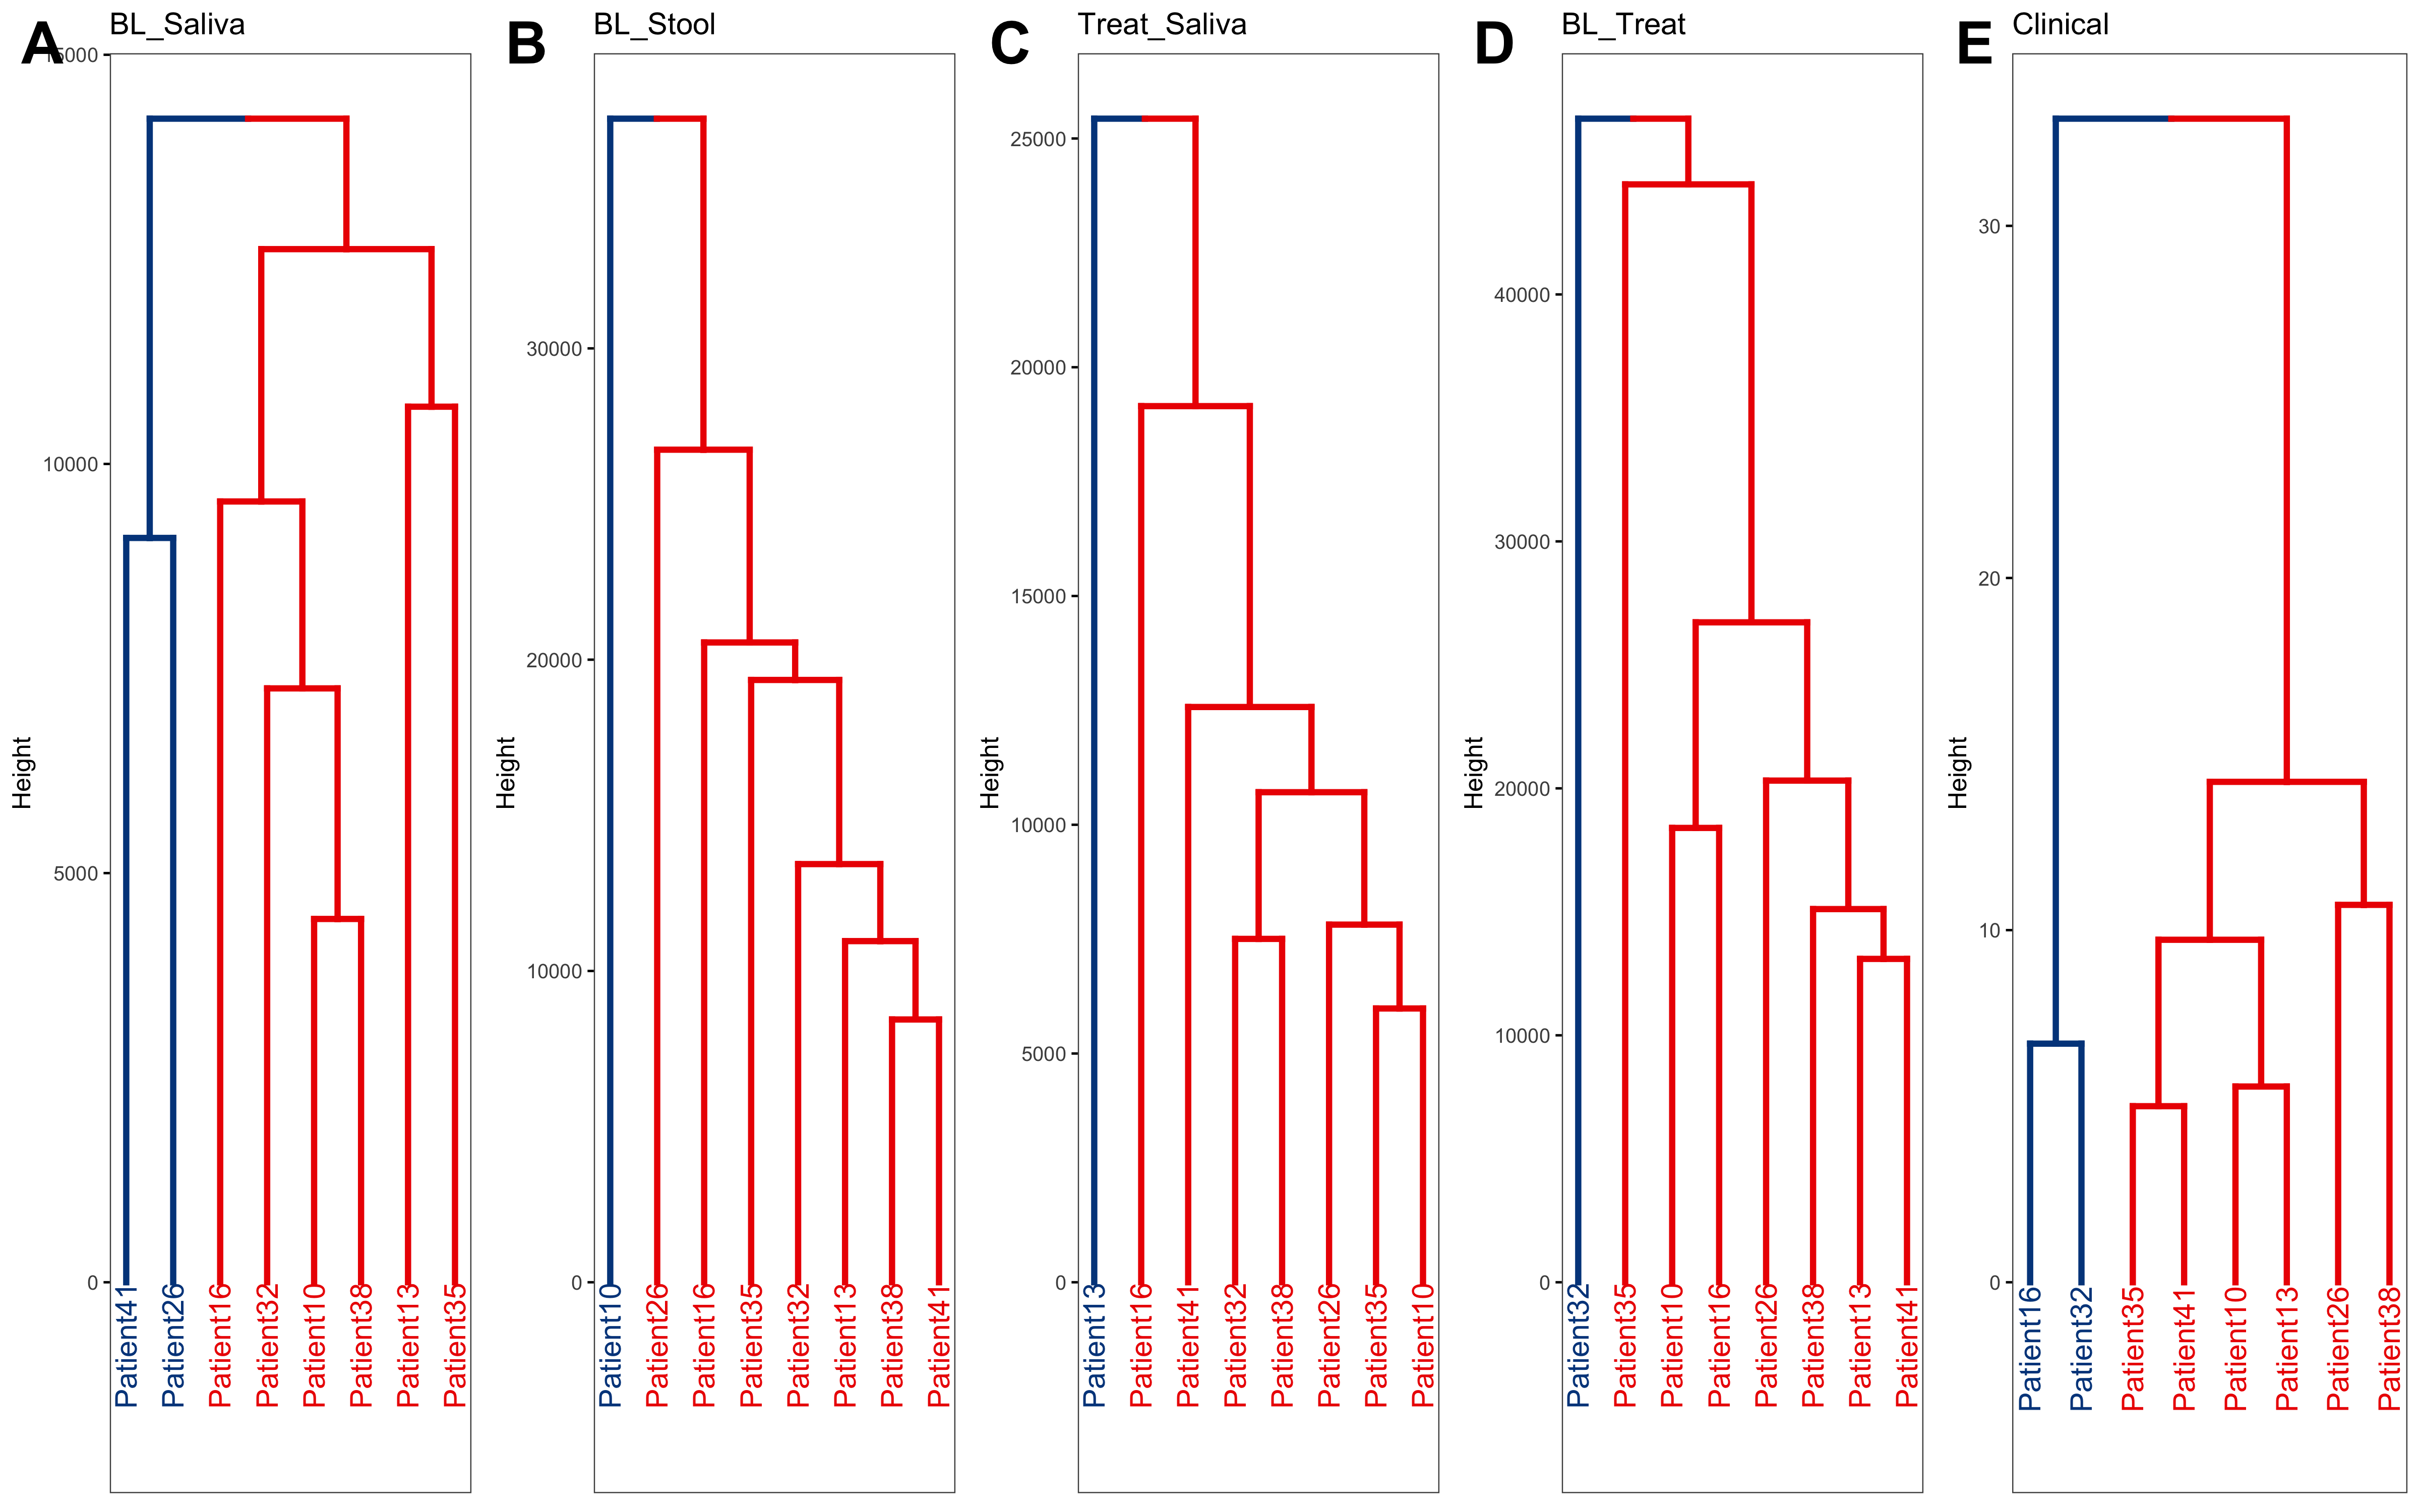 A BL_Saliva
B BL_Stool
C Treat_Saliva
D BL_Treat
E Clinical
Height
10000
5000
0
Patient41
Patient26
Patient16
Patient32
Patient10
Patient38
Patient13
Patient35
Height
30000
20000
10000
0
Patient10
Patient26
Patient16
Patient35
Patient32
Patient13
Patient38
Patient41
Height
25000
20000
15000
10000
5000
0
Patient13
Patient16
Patient41
Patient32
Patient38
Patient26
Patient35
Patient10
Height
40000
30000
20000
10000
0
Patient32
Patient35
Patient10
Patient16
Patient26
Patient38
Patient13
Patient41
Height
30
20
10
0
Patient16
Patient32
Patient35
Patient41
Patient10
Patient13
Patient26
Patient38